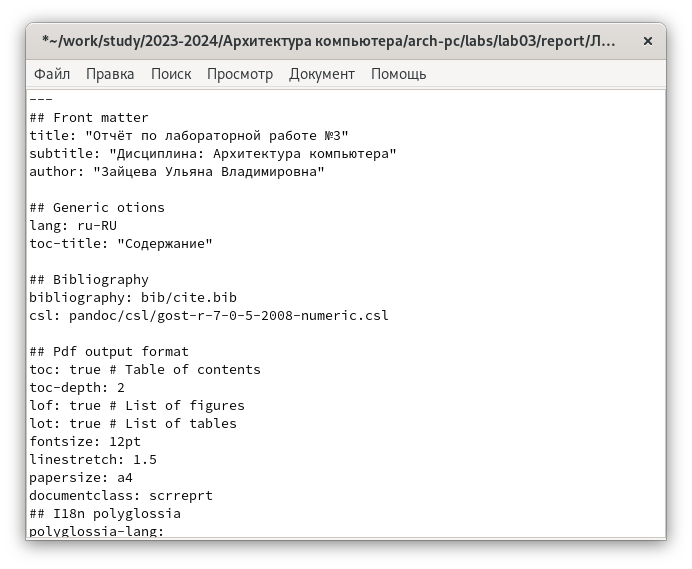 *~/work/study/2023-2024/Архитектура компьютера/arch-pc/labs/lab03/report/Л...
Файл Правка Поиск Просмотр Документ Помощь
---
## Front matter
title: "Отчёт по лабораторной работе №3"
subtitle: "Дисциплина: Архитектура компьютера"
author: "Зайцева Ульяна Владимировна"
## Generic otions
lang: ru-RU
toc-title: "Содержание"
## Bibliography
bibliography: bib/cite.bib
csl: pandoc/csl/gost-r-7-0-5-2008-numeric.csl
## Pdf output format
toc: true # Table of contents
toc-depth: 2
lof: true # List of figures
lot: true # List of tables
fontsize: 12pt
linestretch: 1.5
papersize: a4
documentclass: scrreprt
## I18n polyglossia
polyglossia-lang: